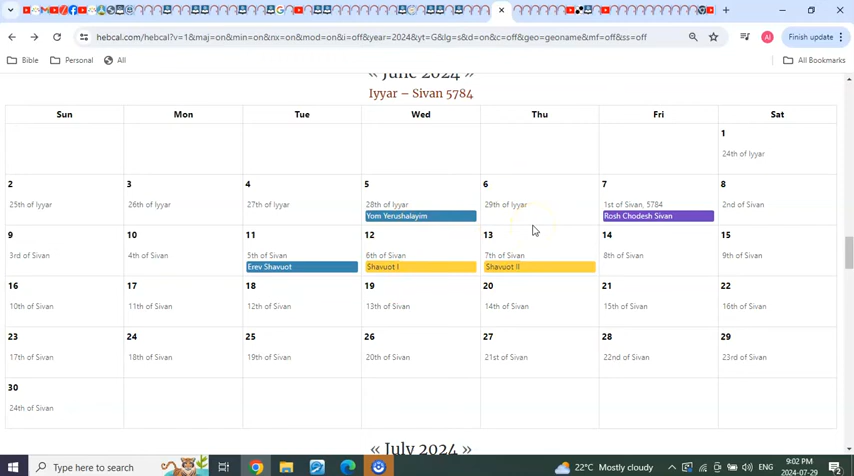 hebcal.com/hebcal?v=1&maj=on&min=on&nx=on&mod=on&i=off&year=2024&yt=G&lg=s&d=on&c=off&geo=geoname&mf=off&ss=off
AI
Finish update
Bible
Personal
All
All Bookmarks
« June 2024 »
Iyyar – Sivan 5784
Sun Mon Tue Wed Thu Fri Sat
1
24th of Iyyar
2 3 4 5 6 7 8
25th of Iyyar 26th of Iyyar 27th of Iyyar 28th of Iyyar 29th of Iyyar 1st of Sivan, 5784 2nd of Sivan
Yom Yerushalayim Rosh Chodesh Sivan
9 10 11 12 13 14 15
3rd of Sivan 4th of Sivan 5th of Sivan 6th of Sivan 7th of Sivan 8th of Sivan 9th of Sivan
Erev Shavuot Shavuot I Shavuot II
16 17 18 19 20 21 22
10th of Sivan 11th of Sivan 12th of Sivan 13th of Sivan 14th of Sivan 15th of Sivan 16th of Sivan
23 24 25 26 27 28 29
17th of Sivan 18th of Sivan 19th of Sivan 20th of Sivan 21st of Sivan 22nd of Sivan 23rd of Sivan
30
24th of Sivan
« July 2024 »
Type here to search
22°C Mostly cloudy
ENG
9:02 PM
2024-07-29